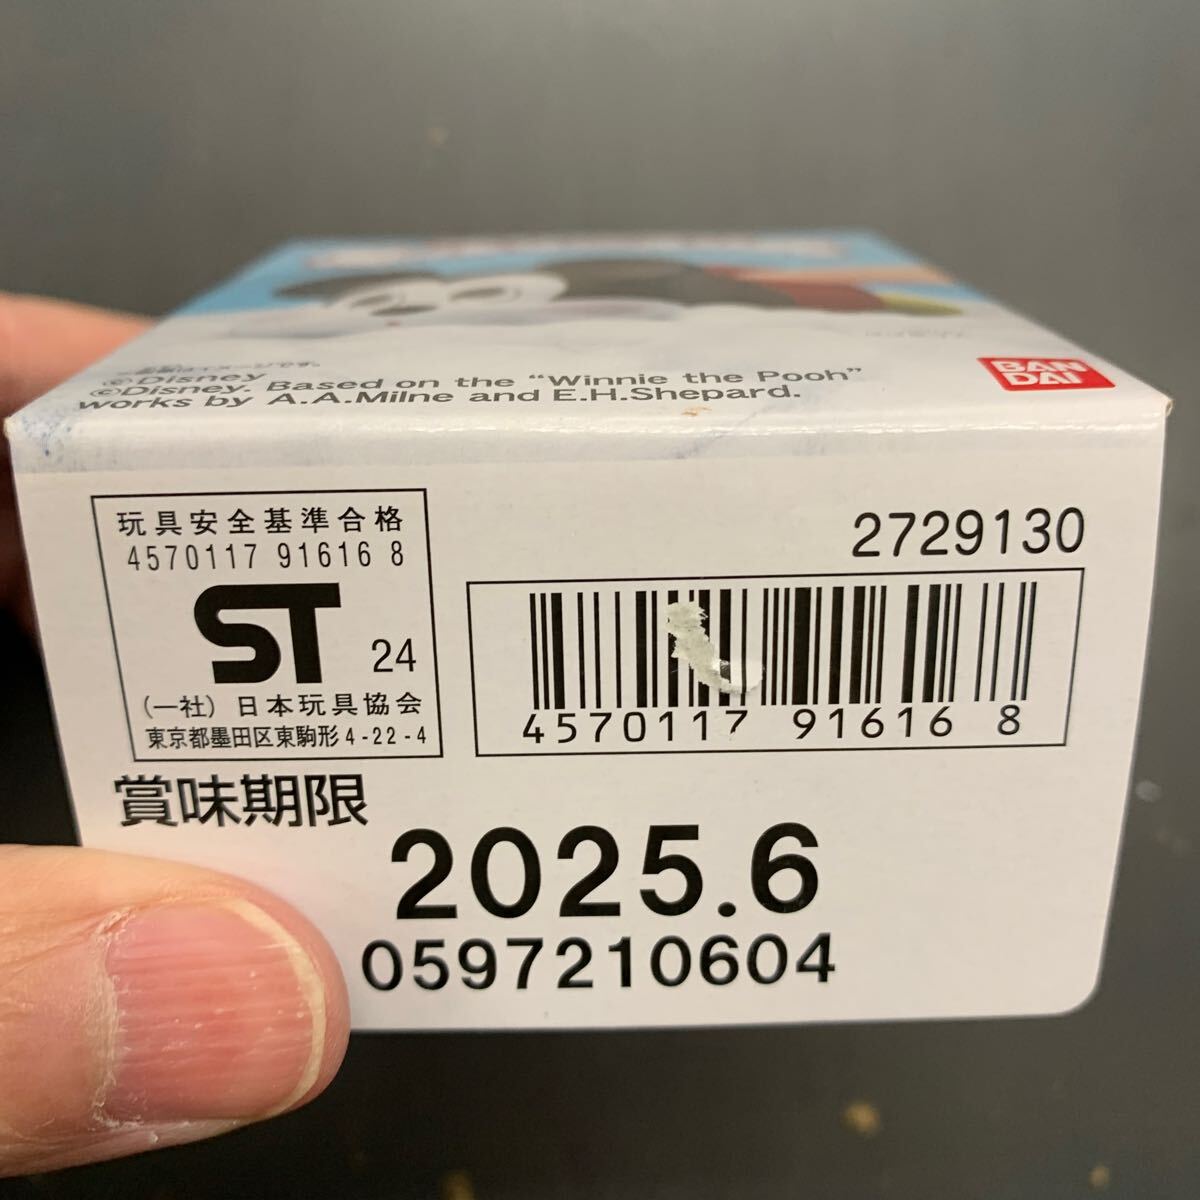 ©Disney
©Disney. Based on the “Winnie the Pooh”
works by A.A.Milne and E.H.Shepard.
BAN
DAI
玩具安全基準合格
4570117 91616 8
ST 24
(一社) 日本玩具協会
東京都墨田区東駒形4-22-4
2729130
4570117 91616 8
賞味期限
2025.6
0597210604